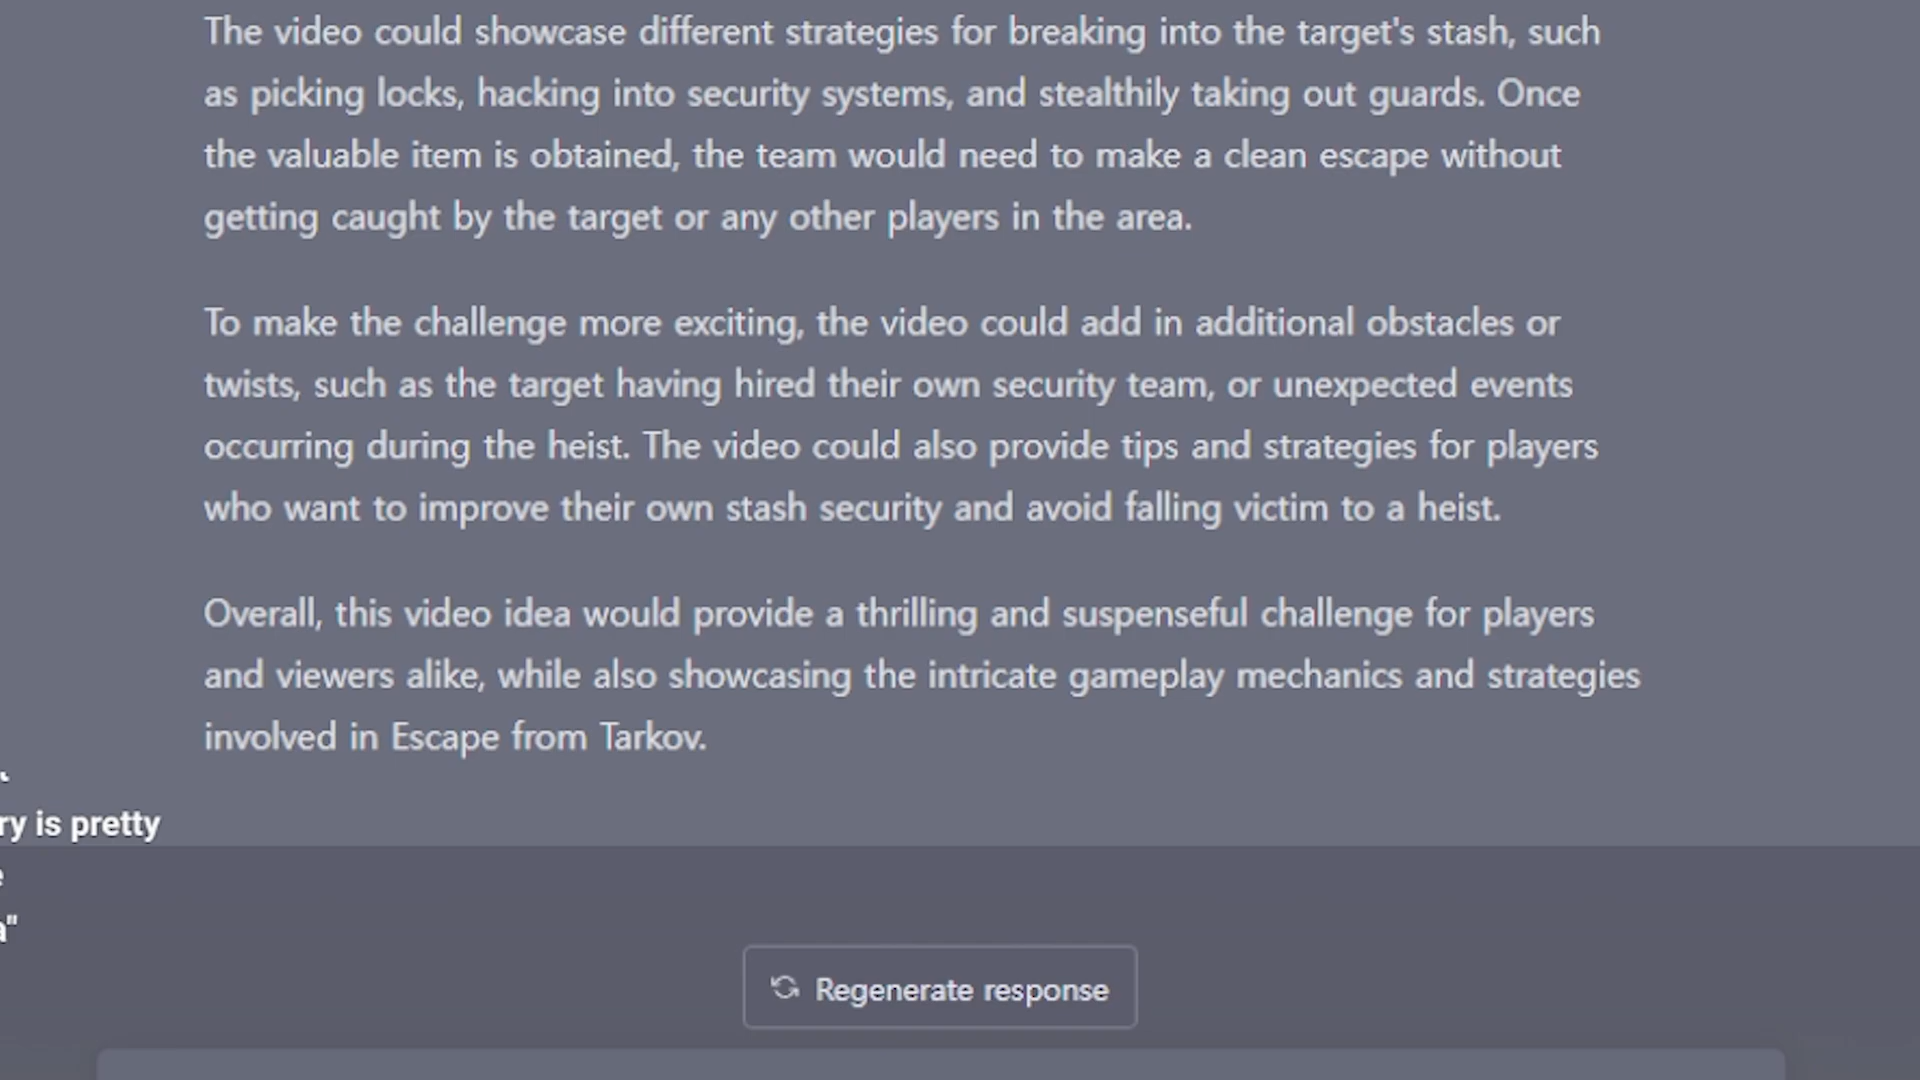 The video could showcase different strategies for breaking into the target's stash, such
as picking locks, hacking into security systems, and stealthily taking out guards. Once
the valuable item is obtained, the team would need to make a clean escape without
getting caught by the target or any other players in the area.
To make the challenge more exciting, the video could add in additional obstacles or
twists, such as the target having hired their own security team, or unexpected events
occurring during the heist. The video could also provide tips and strategies for players
who want to improve their own stash security and avoid falling victim to a heist.
Overall, this video idea would provide a thrilling and suspenseful challenge for players
and viewers alike, while also showcasing the intricate gameplay mechanics and strategies
involved in Escape from Tarkov.
is pretty
Regenerate response